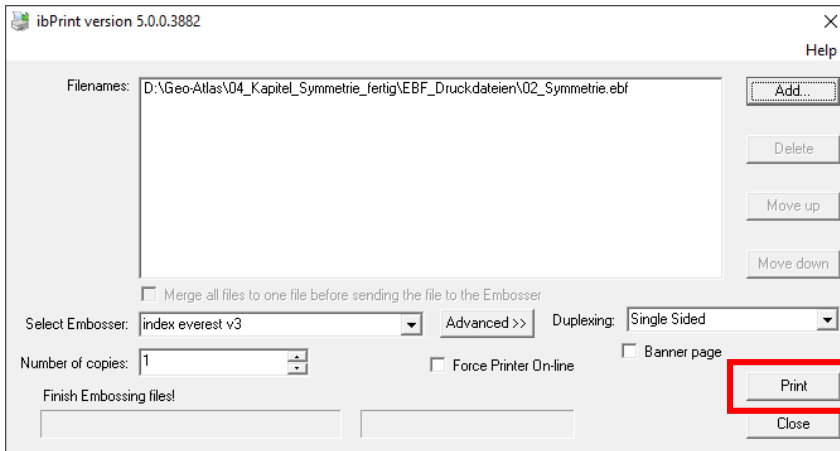 ibPrint version 5.0.0.3882
Help
Filenames: D:\Geo-Atlas\04_Kapitel_Symmetrie_fertig\EBF_Druckdateien\02_Symmetrie.ebf
Add...
Delete
Move up
Move down
Merge all files to one file before sending the file to the Embosser
Select Embosser: index everest v3 Advanced >> Duplexing: Single Sided
Number of copies: 1 Force Printer On-line Banner page
Finish Embossing files! Print
Close